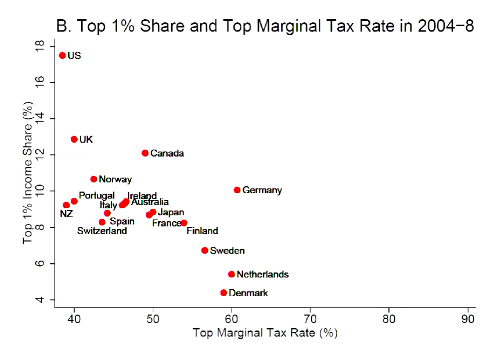 B. Top 1% Share and Top Marginal Tax Rate in 2004−8
18
16
14
12
10
8
6
4
Top 1% Income Share (%)
US
UK
Canada
Norway
Germany
Portugal
Ireland
Italy
Australia
NZ
Spain
Japan
France
Switzerland
Finland
Sweden
Netherlands
Denmark
40 50 60 70 80 90
Top Marginal Tax Rate (%)